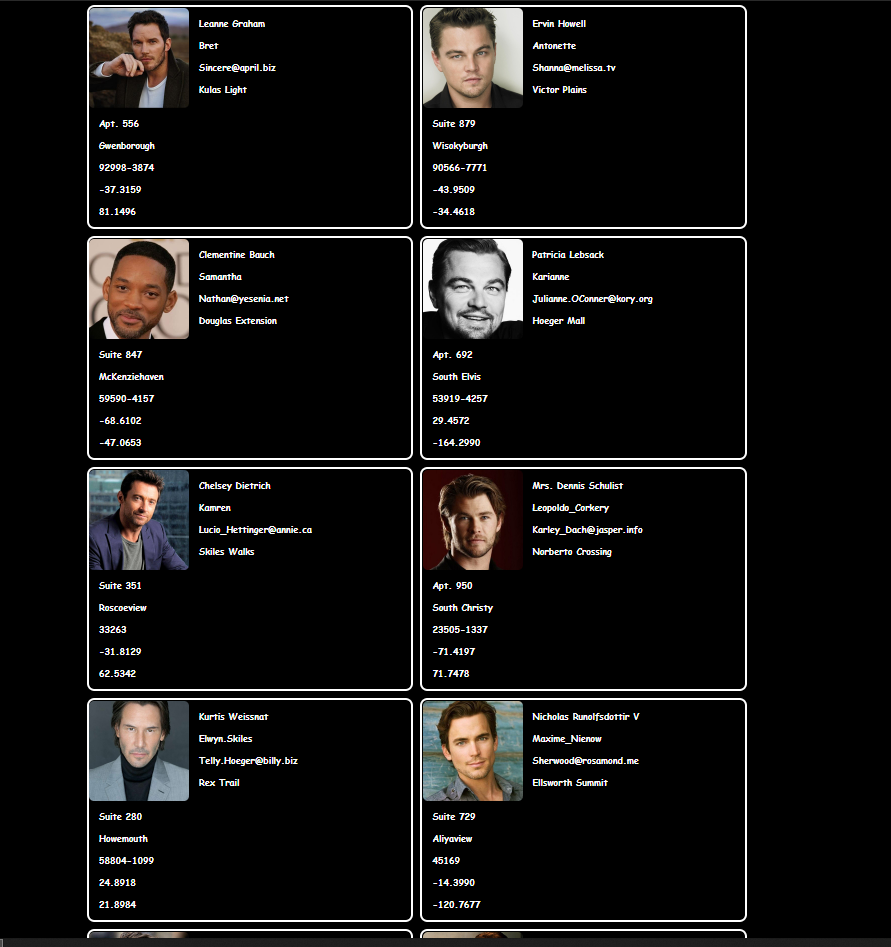 Leanne Graham
Bret
Sincere@april.biz
Kulas Light
Apt. 556
Gwenborough
92998-3874
-37.3159
81.1496
Ervin Howell
Antonette
Shanna@melissa.tv
Victor Plains
Suite 879
Wisokyburgh
90566-7771
-43.9509
-34.4618
Clementine Bauch
Samantha
Nathan@yesenia.net
Douglas Extension
Suite 847
McKenziehaven
59590-4157
-68.6102
-47.0653
Patricia Lebsack
Karianne
Julianne.OConner@kory.org
Hoeger Mall
Apt. 692
South Elvis
53919-4257
29.4572
-164.2990
Chelsey Dietrich
Kamren
Lucio_Hettinger@annie.ca
Skiles Walks
Suite 351
Roscoeview
33263
-31.8129
62.5342
Mrs. Dennis Schulist
Leopoldo_Corkery
Karley_Dach@jasper.info
Norberto Crossing
Apt. 950
South Christy
23505-1337
-71.4197
71.7478
Kurtis Weissnat
Elwyn.Skiles
Telly.Hoeger@billy.biz
Rex Trail
Suite 280
Howemouth
58804-1099
24.8918
21.8984
Nicholas Runolfsdottir V
Maxime_Nienow
Sherwood@rosamond.me
Ellsworth Summit
Suite 729
Aliyaview
45169
-14.3990
-120.7677